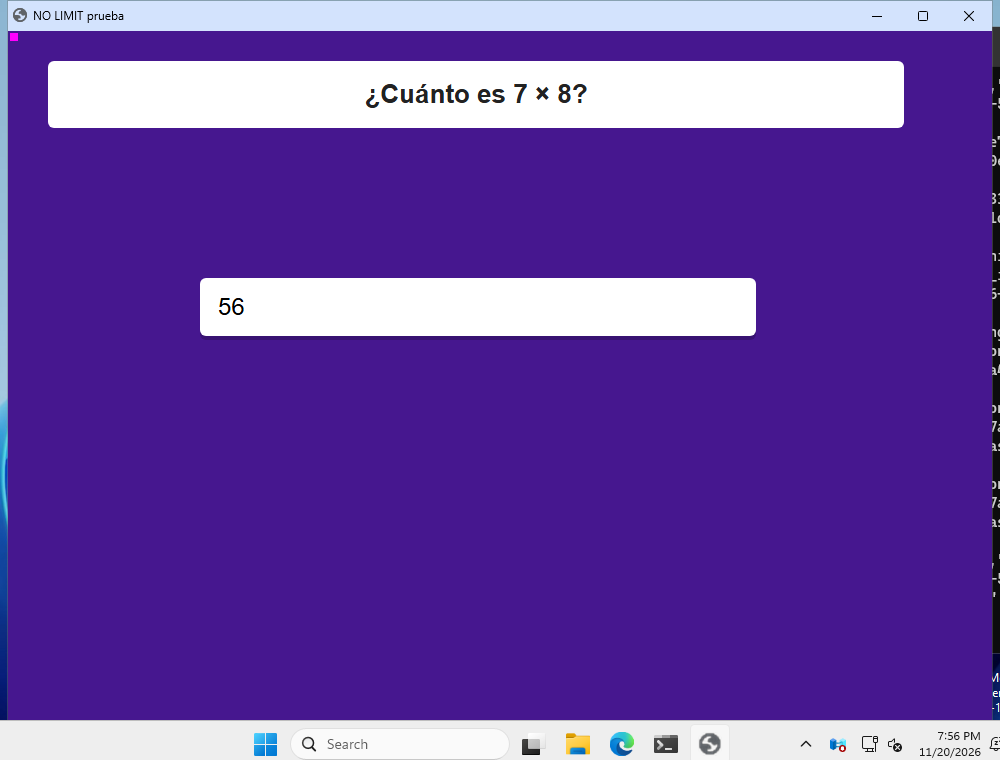 NO LIMIT prueba
¿Cuánto es 7 × 8?
56
Search
7:56 PM
11/20/2026